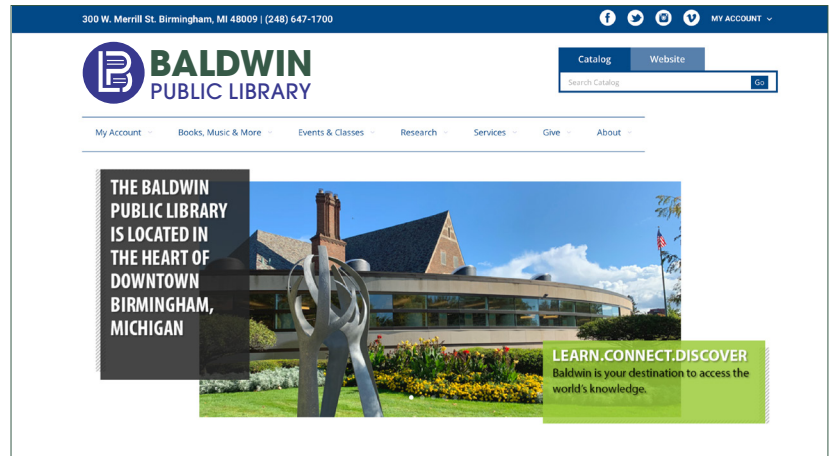 300 W. Merrill St. Birmingham, MI 48009 | (248) 647-1700
MY ACCOUNT
BALDWIN
PUBLIC LIBRARY
Catalog
Website
Search Catalog
Go
My Account
Books, Music & More
Events & Classes
Research
Services
Give
About
THE BALDWIN
PUBLIC LIBRARY
IS LOCATED IN
THE HEART OF
DOWNTOWN
BIRMINGHAM,
MICHIGAN
LEARN.CONNECT.DISCOVER
Baldwin is your destination to access the
world's knowledge.